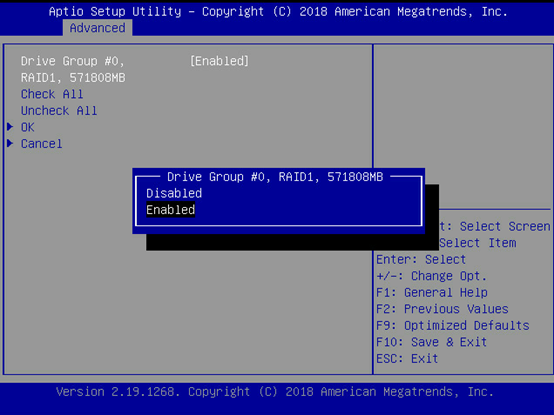 Aptio Setup Utility – Copyright (C) 2018 American Megatrends, Inc.
Advanced
Drive Group #0, [Enabled]
RAID1, 571808MB
Check All
Uncheck All
OK
Cancel
Drive Group #0, RAID1, 571808MB
Disabled
Enabled
t: Select Screen
Select Item
Enter: Select
+/-: Change Opt.
F1: General Help
F2: Previous Values
F9: Optimized Defaults
F10: Save & Exit
ESC: Exit
Version 2.19.1268. Copyright (C) 2018 American Megatrends, Inc.